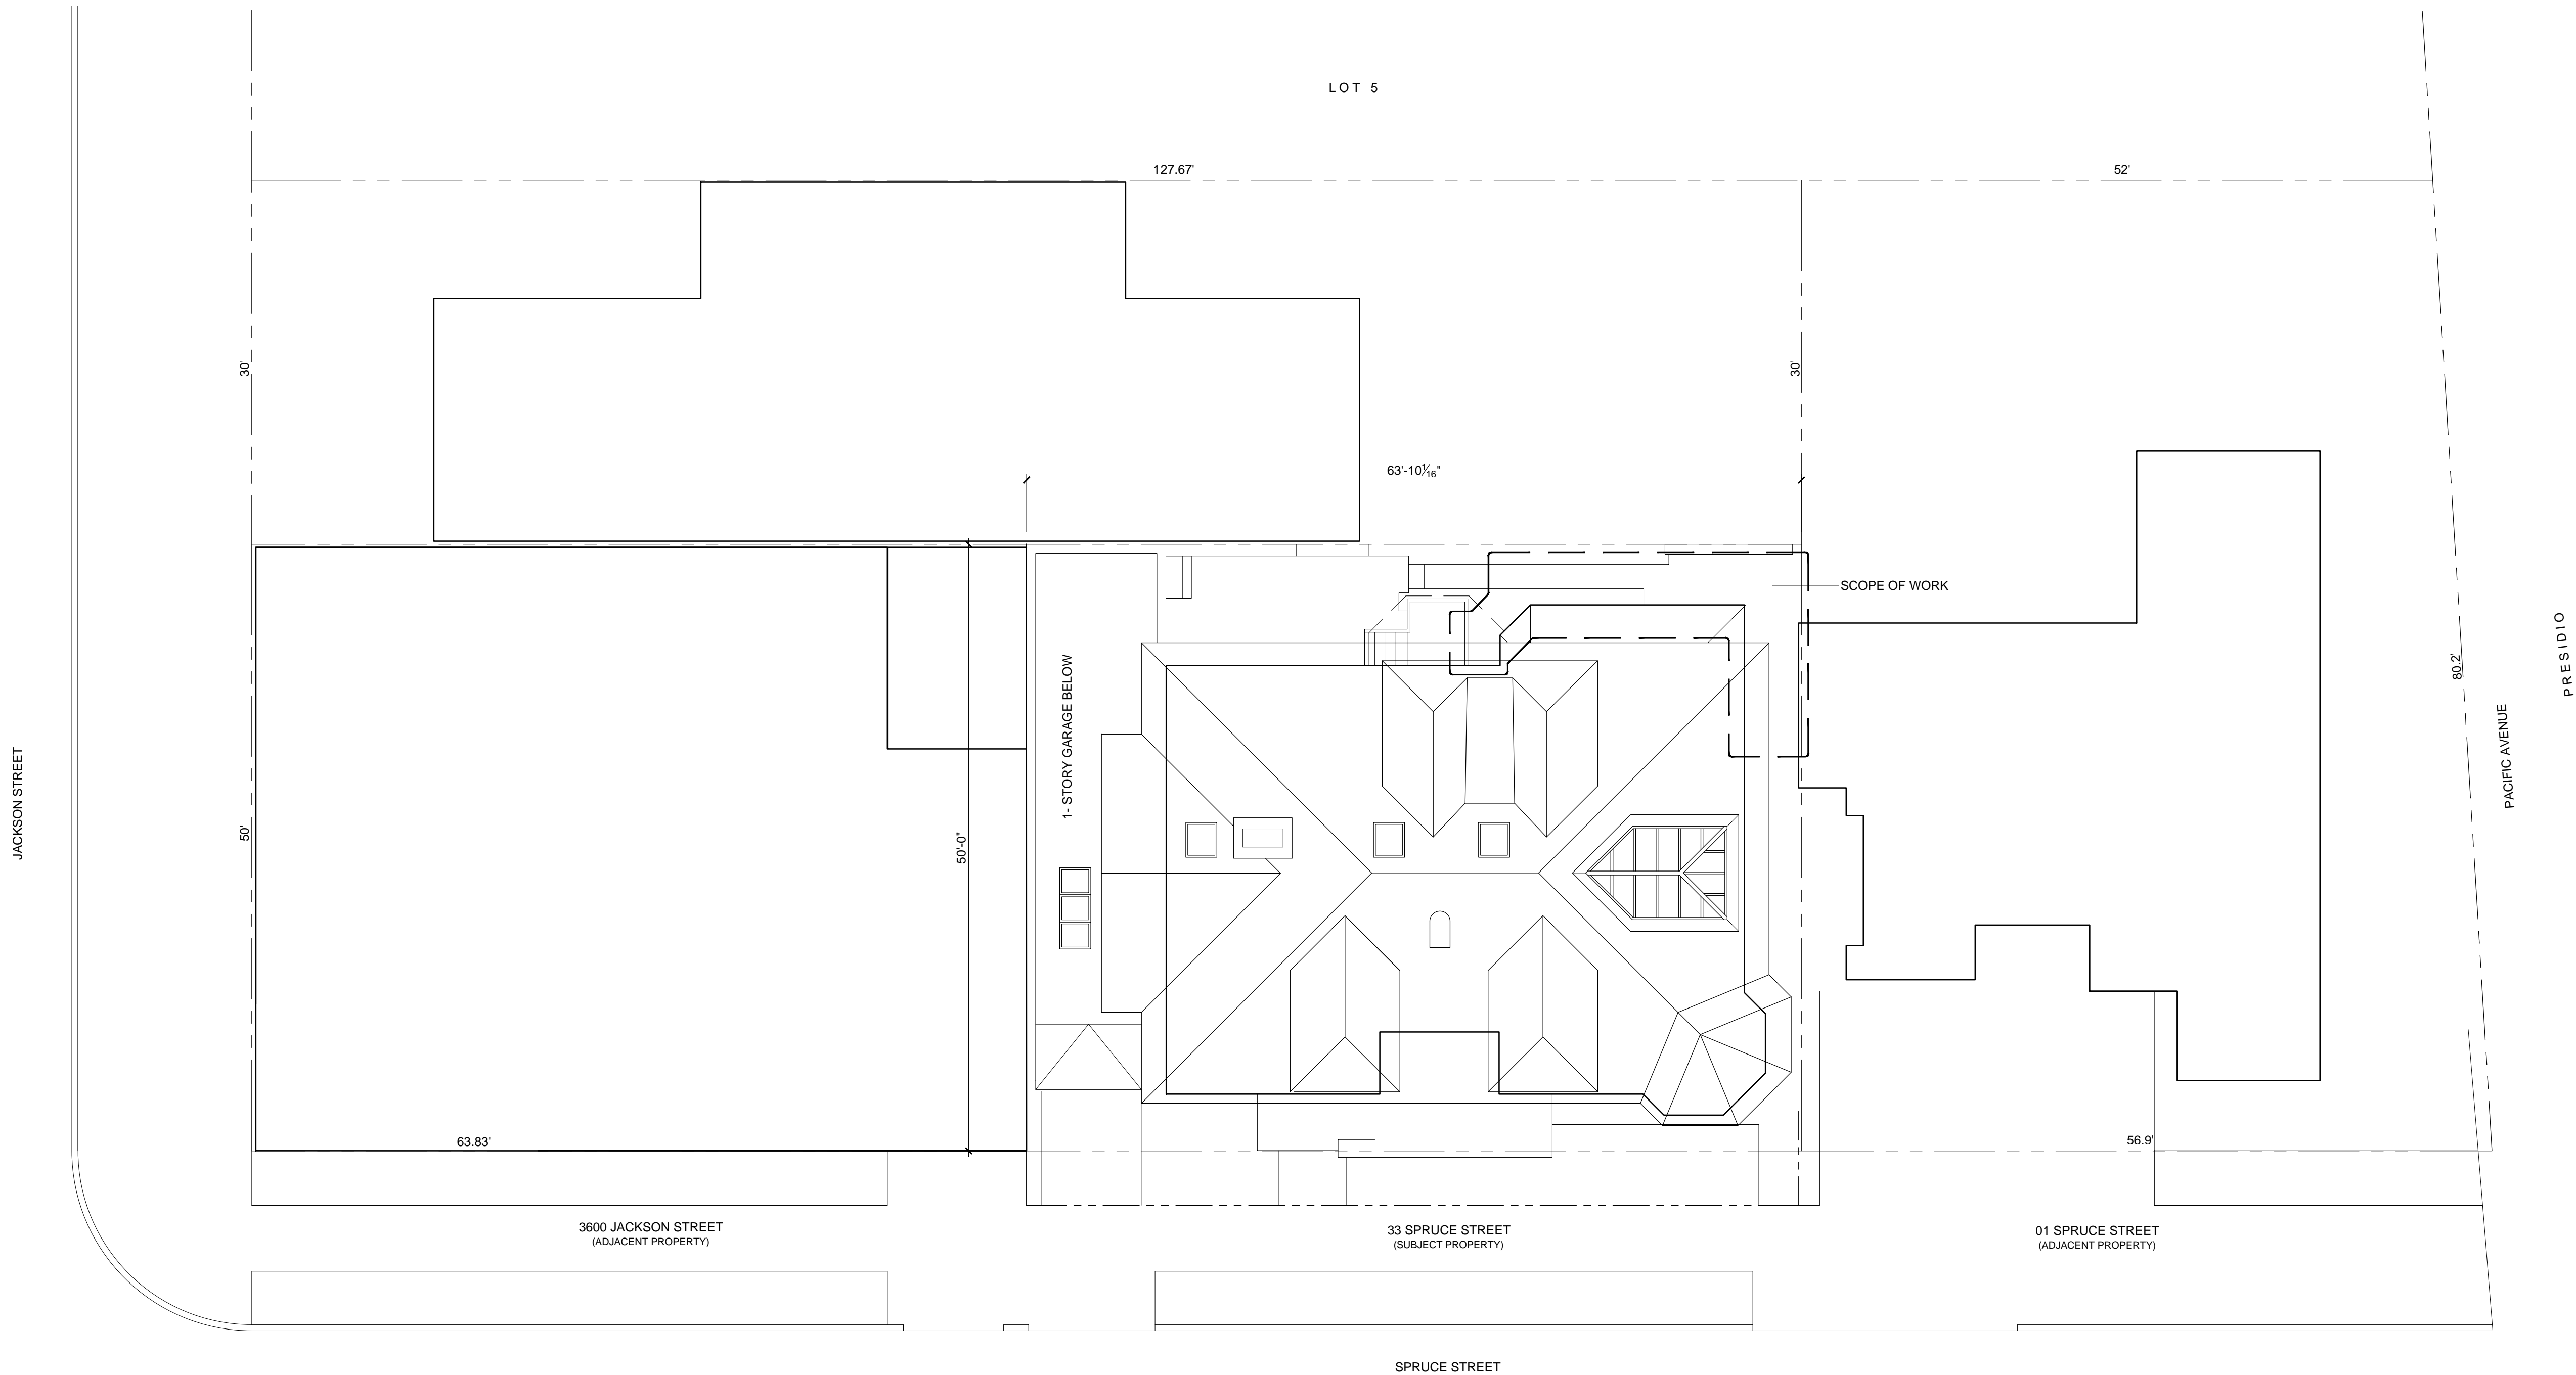 LOT 5
127.67'
52'
30'
30'
63'-10 1/16"
SCOPE OF WORK
80.2'
PRESIDIO
PACIFIC AVENUE
1- STORY GARAGE BELOW
JACKSON STREET
50'
50'-0"
63.83'
56.9'
3600 JACKSON STREET
(ADJACENT PROPERTY)
33 SPRUCE STREET
(SUBJECT PROPERTY)
01 SPRUCE STREET
(ADJACENT PROPERTY)
SPRUCE STREET